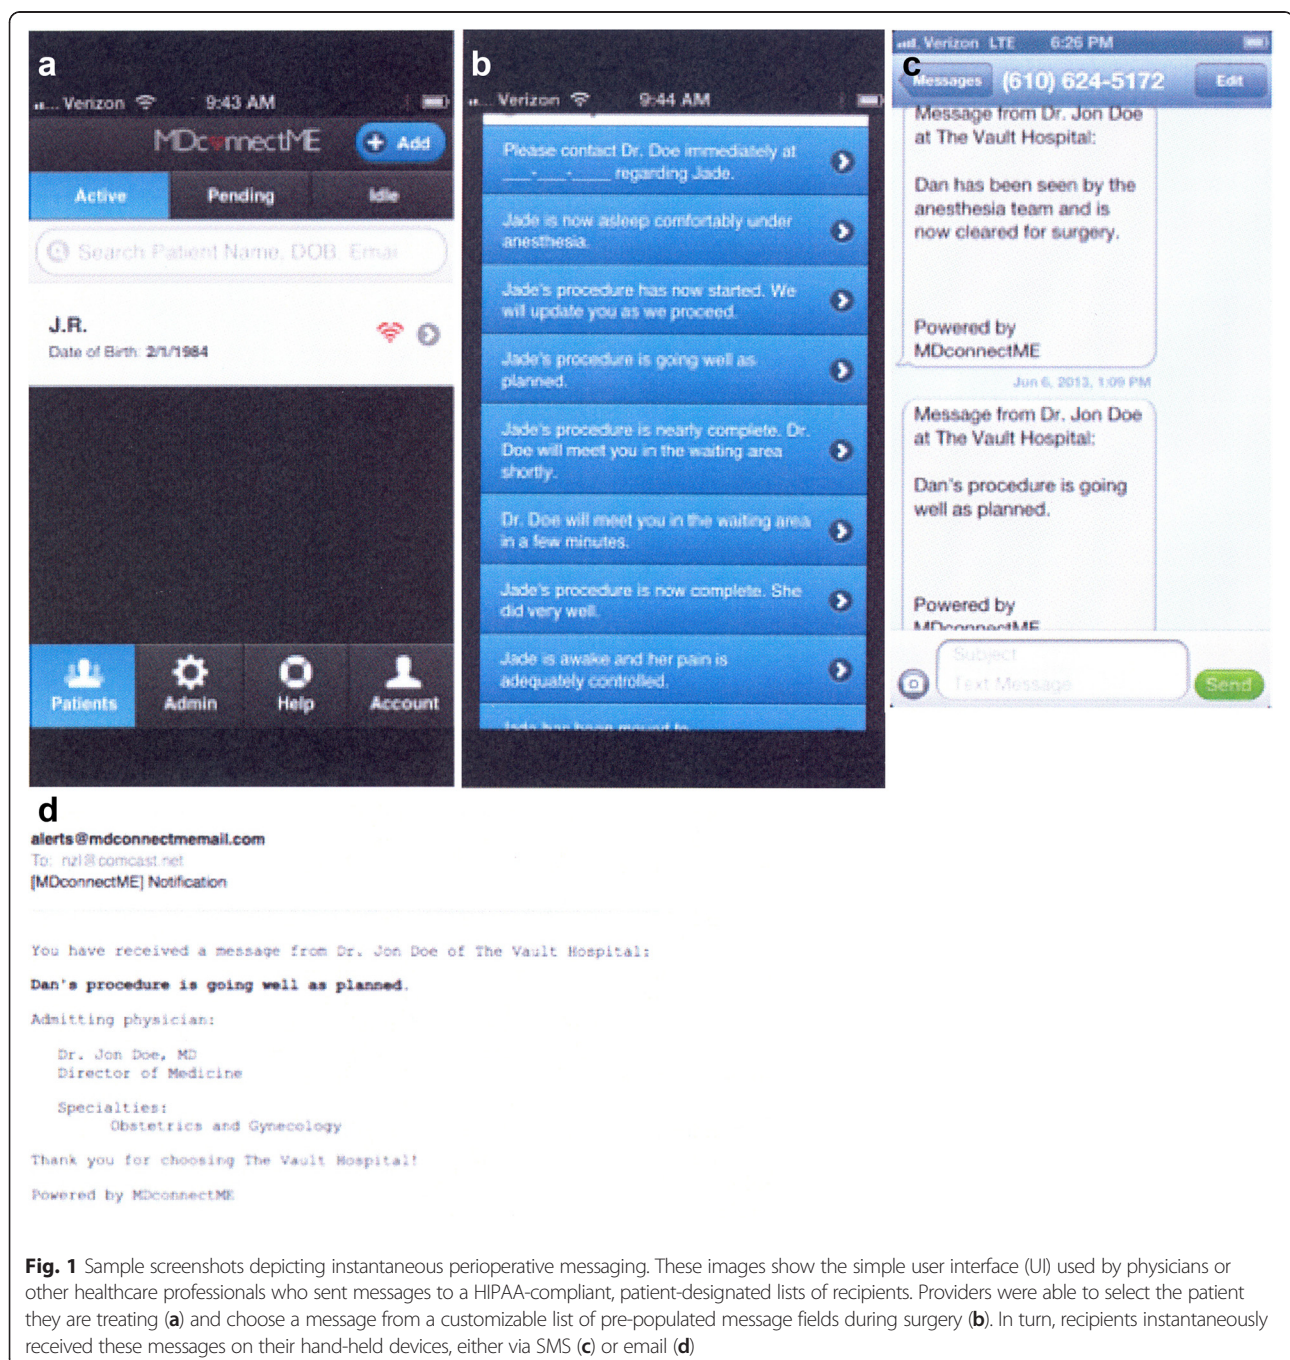 a
Verizon 9:43 AM
MDconnectME
Add
Active Pending Idle
Search Patient Name, DOB, Emai
J.R.
Date of Birth: 2/1/1984
Patients Admin Help Account
b
Verizon 9:44 AM
Please contact Dr. Doe immediately at
___-___-____ regarding Jade.
Jade is now asleep comfortably under
anesthesia.
Jade's procedure has now started. We
will update you as we proceed.
Jade's procedure is going well as
planned.
Jade's procedure is nearly complete. Dr.
Doe will meet you in the waiting area
shortly.
Dr. Doe will meet you in the waiting area
in a few minutes.
Jade's procedure is now complete. She
did very well.
Jade is awake and her pain is
adequately controlled.
Jade has been moved to
c
Verizon LTE 6:26 PM
Messages (610) 624-5172 Edit
Message from Dr. Jon Doe
at The Vault Hospital:
Dan has been seen by the
anesthesia team and is
now cleared for surgery.
Powered by
MDconnectME
Jun 6, 2013, 1:09 PM
Message from Dr. Jon Doe
at The Vault Hospital:
Dan's procedure is going
well as planned.
Powered by
MDconnectME
Subject
Text Message
Send
d
alerts@mdconnectmemail.com
To: nzl@comcast.net
[MDconnectME] Notification
You have received a message from Dr. Jon Doe of The Vault Hospital:
Dan's procedure is going well as planned.
Admitting physician:
Dr. Jon Doe, MD
Director of Medicine
Specialties:
Obstetrics and Gynecology
Thank you for choosing The Vault Hospital!
Powered by MDconnectME
Fig. 1 Sample screenshots depicting instantaneous perioperative messaging. These images show the simple user interface (UI) used by physicians or
other healthcare professionals who sent messages to a HIPAA-compliant, patient-designated lists of recipients. Providers were able to select the patient
they are treating (a) and choose a message from a customizable list of pre-populated message fields during surgery (b). In turn, recipients instantaneously
received these messages on their hand-held devices, either via SMS (c) or email (d)